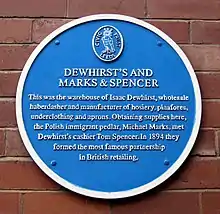 DEWHIRST'S AND
MARKS & SPENCER
This was the warehouse of Isaac Dewhirst, wholesale
haberdasher and manufacturer of hosiery, pinafores,
underclothing and aprons. Obtaining supplies here,
the Polish immigrant pedlar, Michael Marks, met
Dewhirst's cashier Tom Spencer. In 1894 they
formed the most famous partnership
in British retailing.